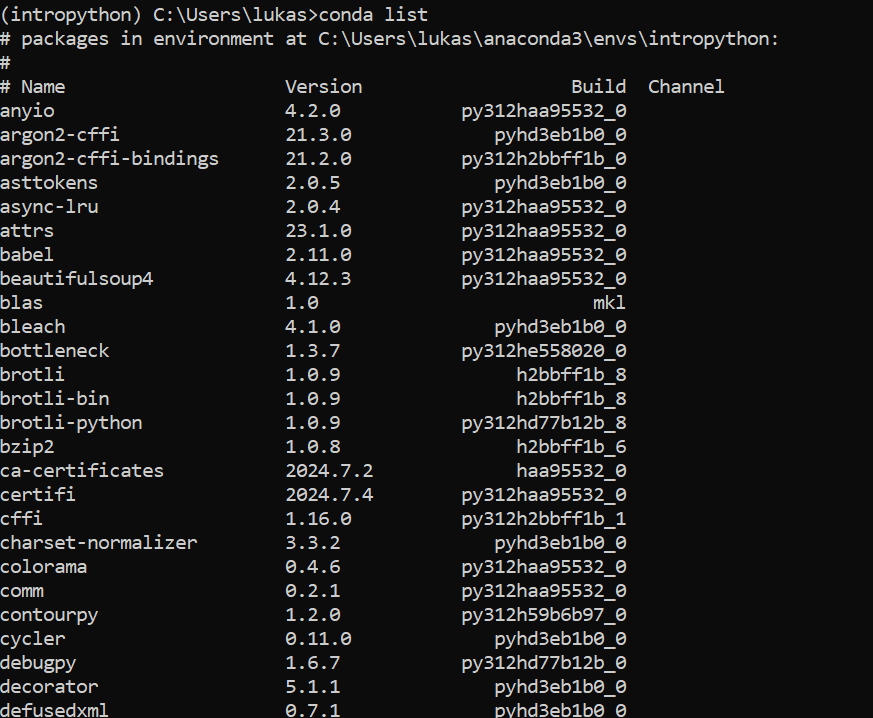 (intropython) C:\Users\lukas>conda list
# packages in environment at C:\Users\lukas\anaconda3\envs\intropython:
#
# Name                    Version                   Build  Channel
anyio                     4.2.0           py312haa95532_0
argon2-cffi               21.3.0             pyhd3eb1b0_0
argon2-cffi-bindings      21.2.0          py312h2bbff1b_0
asttokens                 2.0.5              pyhd3eb1b0_0
async-lru                 2.0.4           py312haa95532_0
attrs                     23.1.0          py312haa95532_0
babel                     2.11.0          py312haa95532_0
beautifulsoup4            4.12.3          py312haa95532_0
blas                      1.0                         mkl
bleach                    4.1.0              pyhd3eb1b0_0
bottleneck                1.3.7           py312he558020_0
brotli                    1.0.9                h2bbff1b_8
brotli-bin                1.0.9                h2bbff1b_8
brotli-python             1.0.9           py312hd77b12b_8
bzip2                     1.0.8                h2bbff1b_6
ca-certificates           2024.7.2             haa95532_0
certifi                   2024.7.4        py312haa95532_0
cffi                      1.16.0          py312h2bbff1b_1
charset-normalizer        3.3.2              pyhd3eb1b0_0
colorama                  0.4.6           py312haa95532_0
comm                      0.2.1           py312haa95532_0
contourpy                 1.2.0           py312h59b6b97_0
cycler                    0.11.0             pyhd3eb1b0_0
debugpy                   1.6.7           py312hd77b12b_0
decorator                 5.1.1              pyhd3eb1b0_0
defusedxml                0.7.1              pyhd3eb1b0_0